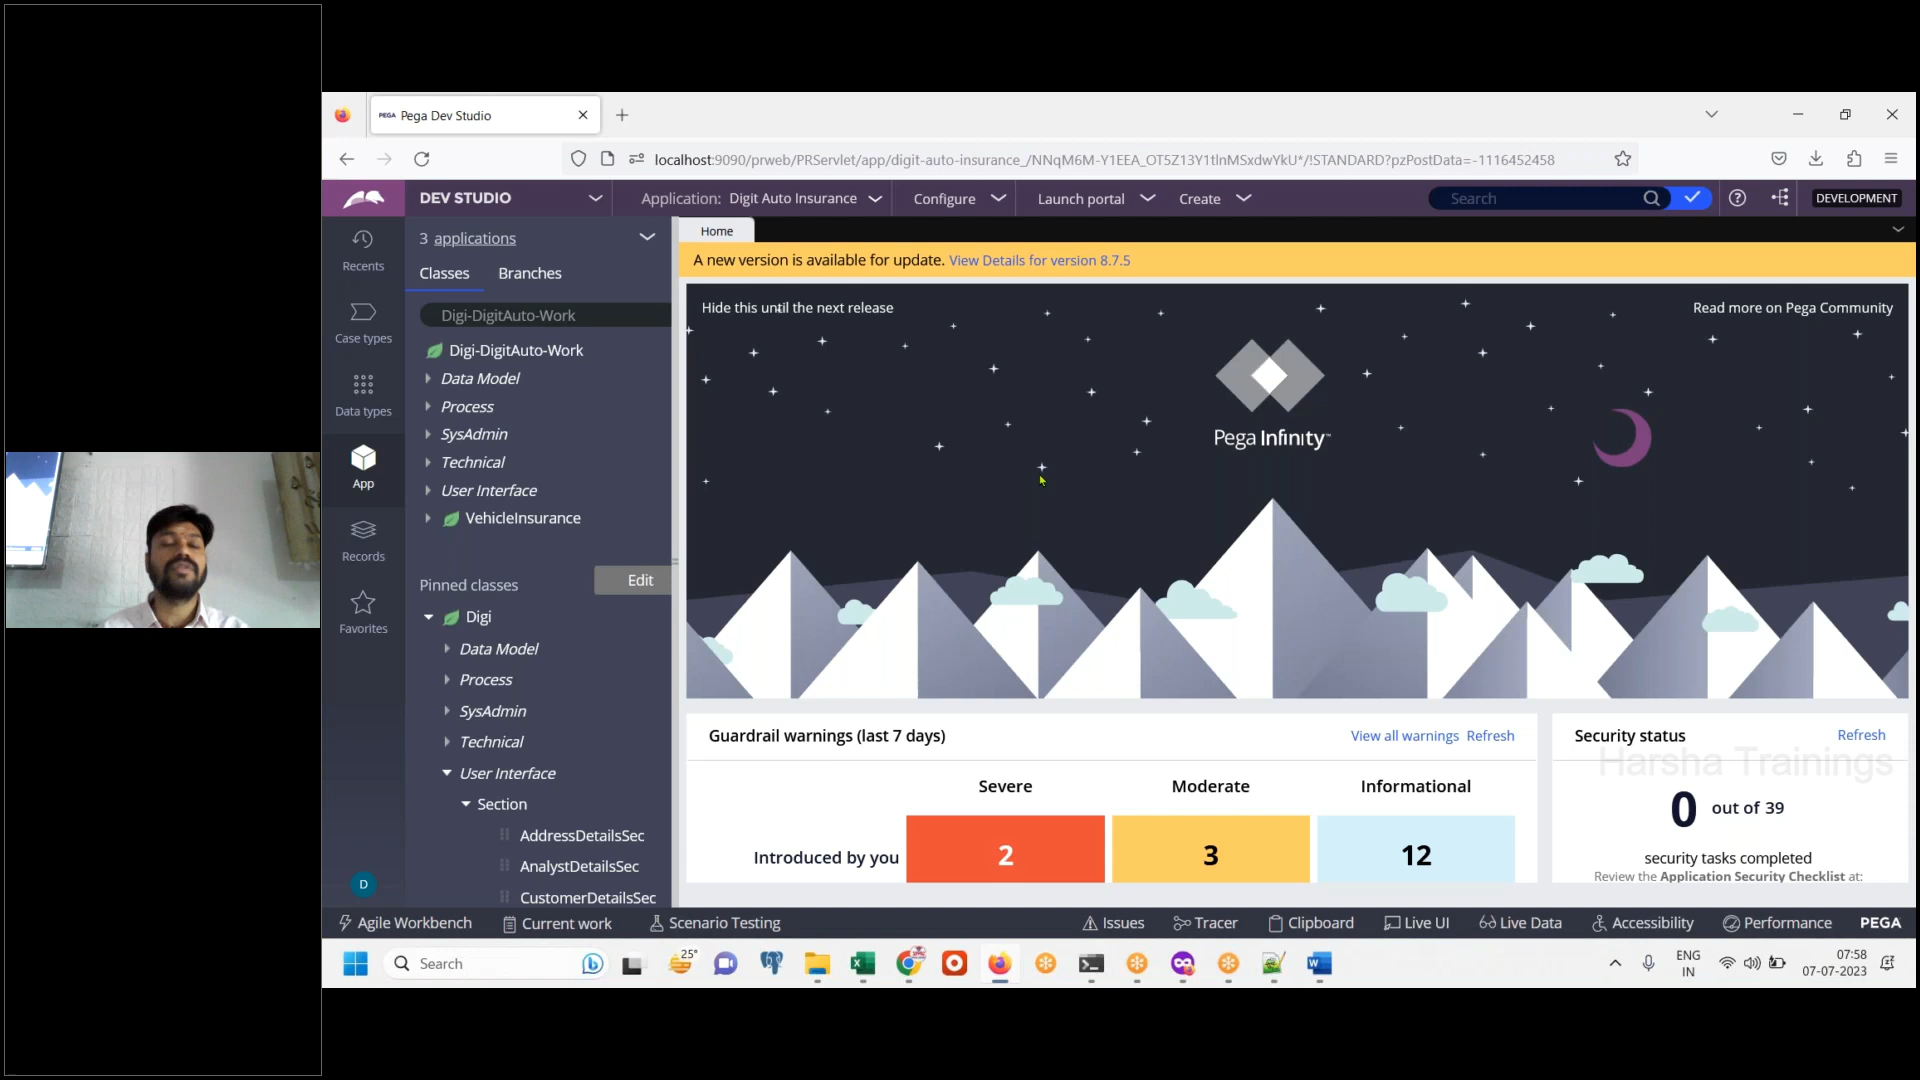 PEGA Pega Dev Studio
localhost:9090/prweb/PRServlet/app/digit-auto-insurance_/NNqM6M-Y1EEA_OT5Z13Y1tlnMSxdwYkU*/!STANDARD?pzPostData=-1116452458
DEV STUDIO Application: Digit Auto Insurance Configure Launch portal Create Search DEVELOPMENT
Recents
Case types
Data types
App
Records
Favorites
D
3 applications
Classes Branches
Digi-DigitAuto-Work
Digi-DigitAuto-Work
Data Model
Process
SysAdmin
Technical
User Interface
VehicleInsurance
Pinned classes Edit
Digi
Data Model
Process
SysAdmin
Technical
User Interface
Section
AddressDetailsSec
AnalystDetailsSec
CustomerDetailsSec
Home
A new version is available for update. View Details for version 8.7.5
Hide this until the next release Read more on Pega Community
Pega Infinity™
Guardrail warnings (last 7 days) View all warnings Refresh
Severe Moderate Informational
Introduced by you 2 3 12
Security status Refresh
Harsha Trainings
0 out of 39
security tasks completed
Review the Application Security Checklist at:
Agile Workbench Current work Scenario Testing Issues Tracer Clipboard Live UI Live Data Accessibility Performance PEGA
Search 25° ENG 07:58
IN 07-07-2023